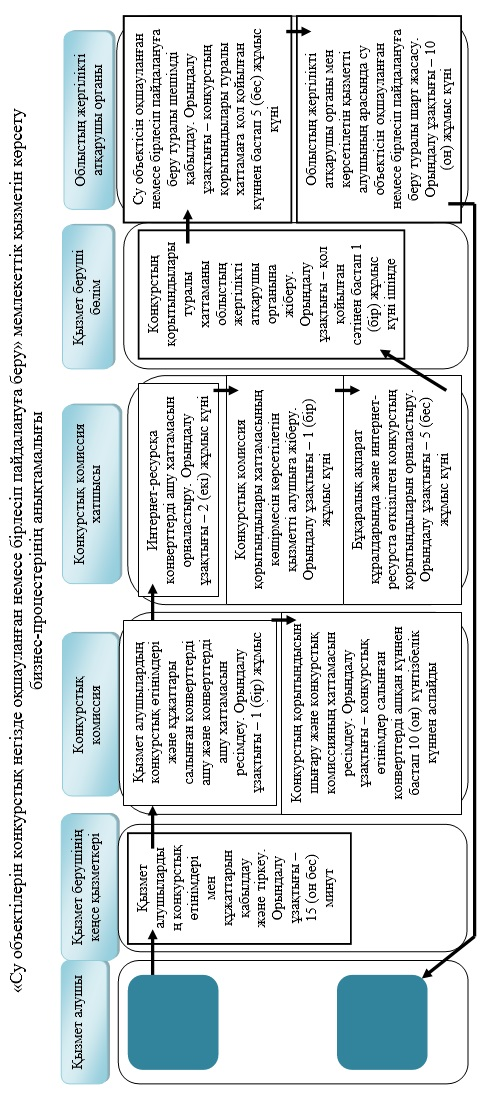 «Су объектілерін конкурстық негізде оқшауланған немесе бірлесіп пайдалануға беру» мемлекеттік қызметін көрсету
бизнес-процестерінің анықтамалығы
Қызмет алушы
Қызмет берушінің
кеңсе қызметкері
Конкурстық
комиссия
Конкурстық комиссия
хатшысы
Қызмет беруші
бөлім
Облыстың жергілікті
атқарушы органы
Қызмет
алушыларды
ң конкурстық
өтінімдері
мен
құжаттарын
қабылдау
және тіркеу.
Орындалу
ұзақтығы –
15 (он бес)
минут
Қызмет алушылардың
конкурстық өтінімдері
және құжаттары
салынған конверттерді
ашу және конверттерді
ашу хаттамасын
ресімдеу. Орындалу
ұзақтығы – 1 (бір) жұмыс
Конкурстың қорытындысын
шығару және конкурстық
комиссияның хаттамасын
ресімдеу. Орындалу
ұзақтығы – конкурстық
өтінімдер салынған
конверттерді ашқан күннен
бастап 10 (он) күнтізбелік
күннен аспайды
Интернет-ресурсқа
конверттерді ашу хаттамасын
орналастыру. Орындалу
ұзақтығы – 2 (екі) жұмыс күні
Конкурстық комиссия
қорытындылары хаттамасының
көшірмесін көрсетілетін
қызметті алушыға жіберу.
Орындалу ұзақтығы – 1 (бір)
жұмыс күні
Бұқаралық ақпарат
құралдарында және интернет-
ресурста өткізілген конкурстың
қорытындыларын орналастыру.
Орындалу ұзақтығы – 5 (бес)
жұмыс күні
Конкурстың
қорытындылары
туралы
хаттаманы
облыстың
жергілікті
атқарушы
органына
жіберу.
Орындалу
ұзақтығы – қол
қойылған
сәтінен бастап 1
(бір) жұмыс
күні ішінде
Су объектісін оқшауланған
немесе бірлесіп пайдалануға
беру туралы шешімді
қабылдау. Орындалу
ұзақтығы – конкурстың
қорытындылары туралы
хаттамаға қол қойылған
күннен бастап 5 (бес) жұмыс
күні
Облыстың жергілікті
атқарушы органы мен
көрсетілетін қызметті
алушының арасында су
объектісін оқшауланған
немесе бірлесіп пайдалануға
беру туралы шарт жасасу.
Орындалу ұзақтығы – 10
(он) жұмыс күні